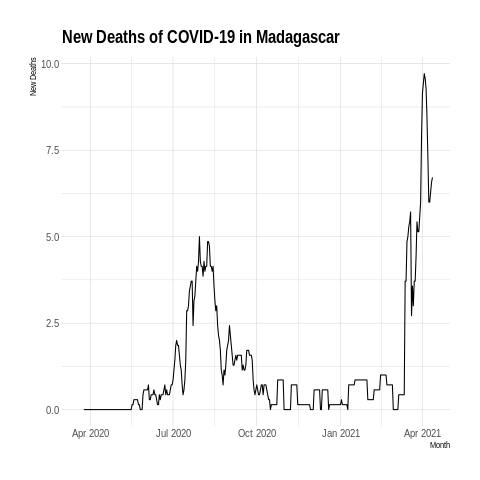 New Deaths of COVID-19 in Madagascar
New Deaths
10.0
7.5
5.0
2.5
0.0
Apr 2020 Jul 2020 Oct 2020 Jan 2021 Apr 2021
Month